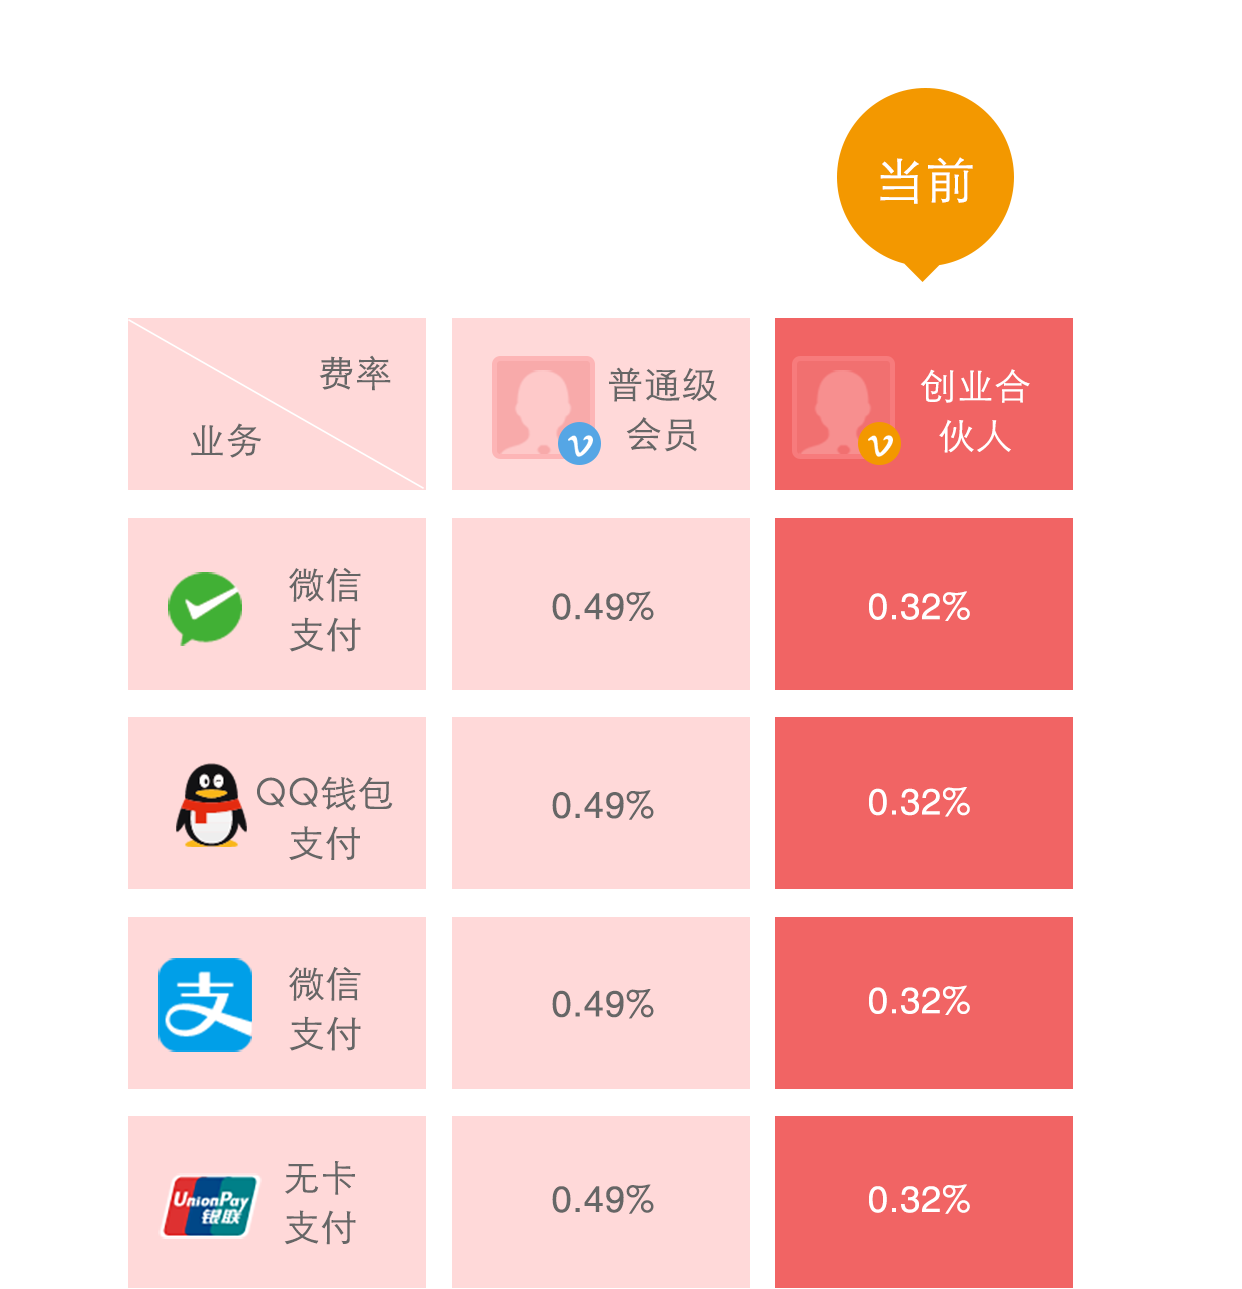 当前
费率
业务
普通级
会员
创业合
伙人
微信
支付
0.49%
0.32%
QQ钱包
支付
0.49%
0.32%
支
微信
支付
0.49%
0.32%
UnionPay
银联
无卡
支付
0.49%
0.32%